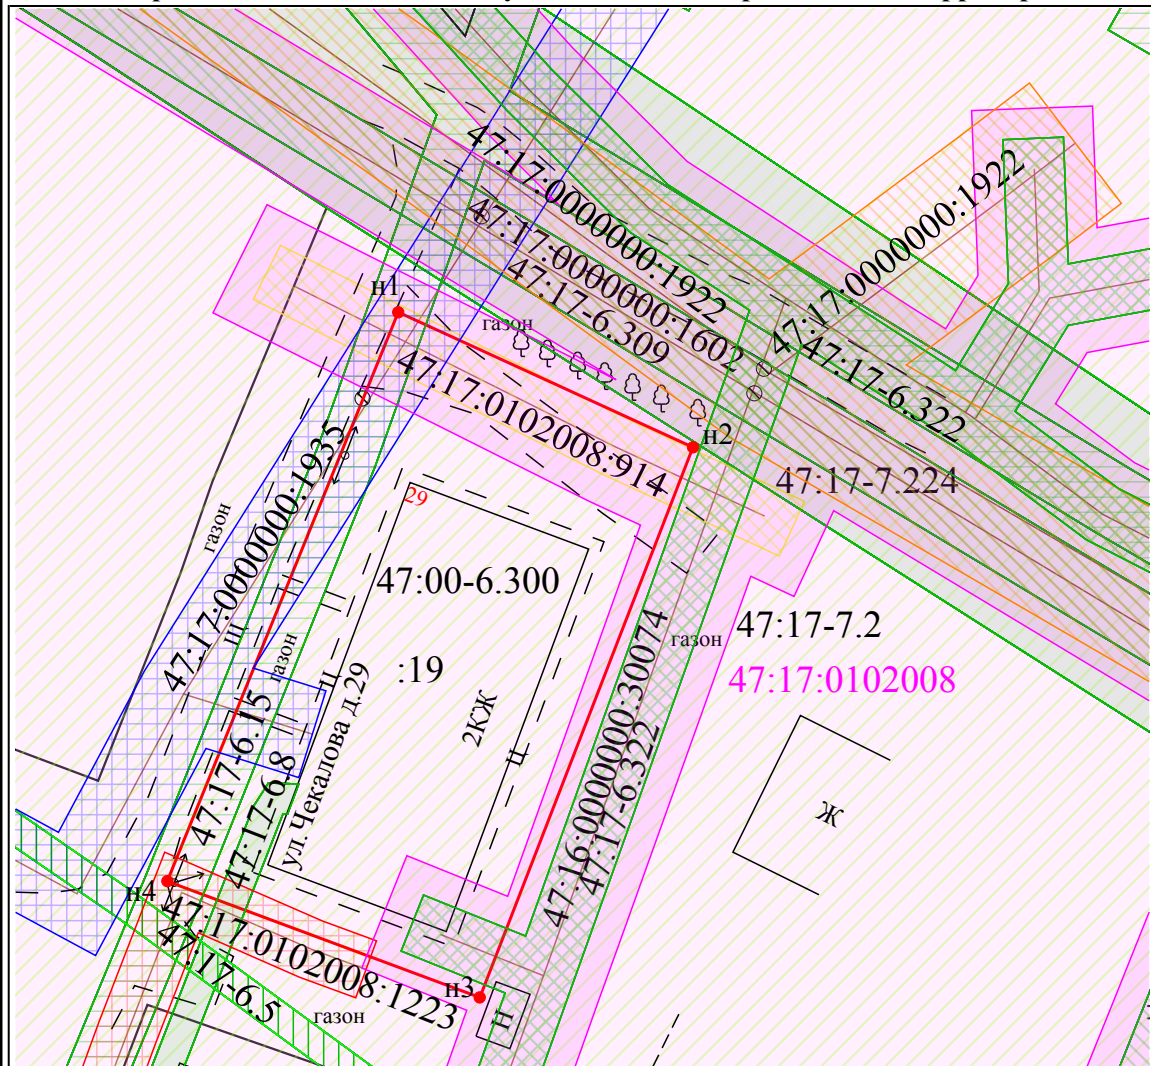 47:17:0000000:1922
47:17:0000000:1922
47:17:0000000:1602
47:17-6.309
47:17:0000000:1922
47:17-6.322
н1
газон
47:17:0102008:914
н2
47:17-7.224
29
47:17:0000000:1935
газон
47:00-6.300
:19
47:17-7.2
47:17:0102008
газон
газон
Ш
Ц
ул. Чекалова д.29
2КЖ
Ц
47:16:0000000:30074
47:17-6.322
47:17-6.15
47:17-6.8
Ж
н4
47:17:0102008:1223
47:17-6.5
н3
газон
Н